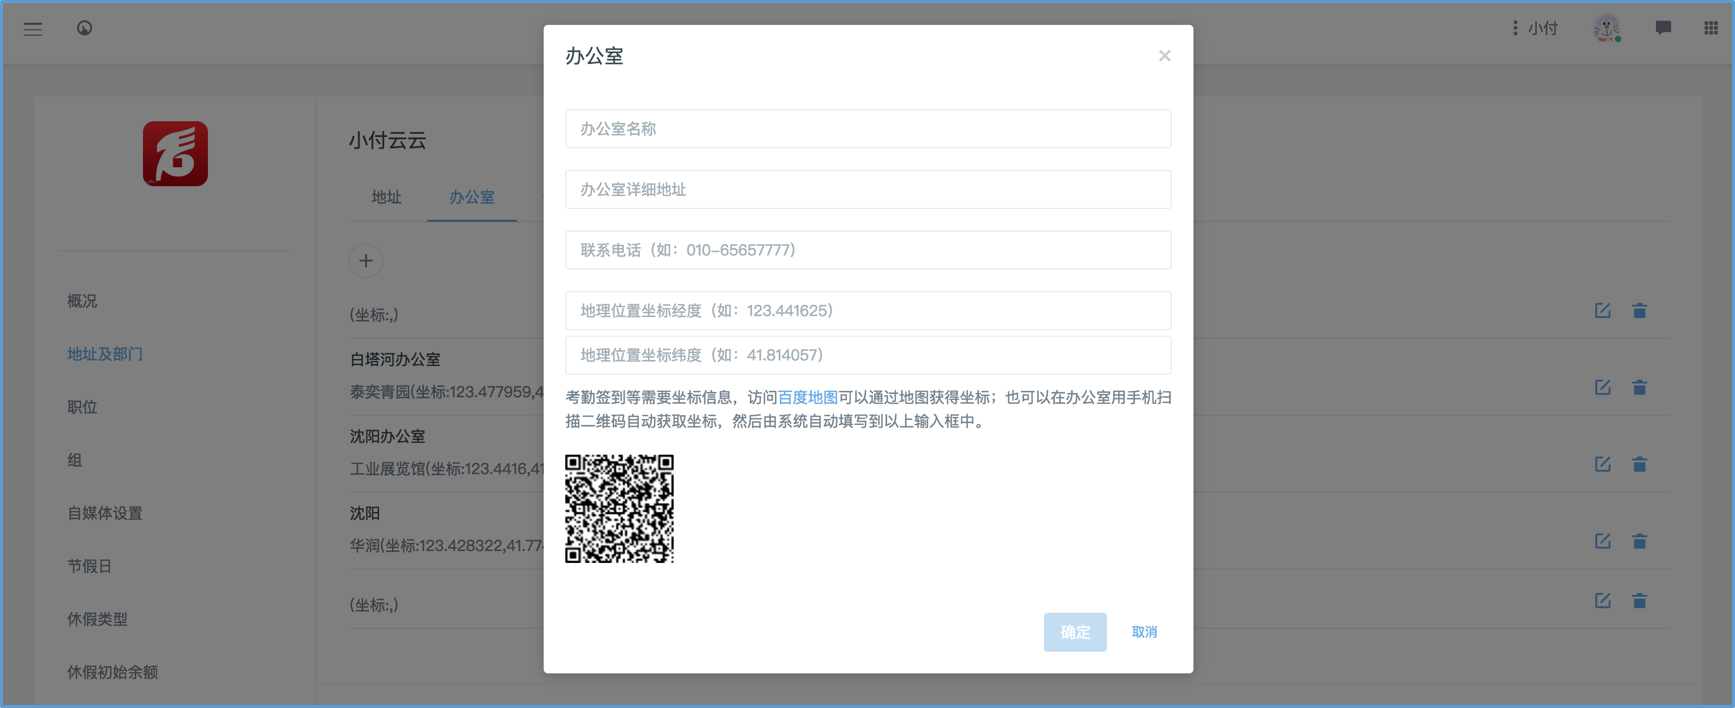 小付
小付云云
地址
办公室
概况
地址及部门
职位
组
自媒体设置
节假日
休假类型
休假初始余额
(坐标:,)
白塔河办公室
泰奕青园(坐标:123.477959,4
沈阳办公室
工业展览馆(坐标:123.4416,41
沈阳
华润(坐标:123.428322,41.77
(坐标:,)
办公室
×
办公室名称
办公室详细地址
联系电话（如：010-65657777）
地理位置坐标经度（如：123.441625）
地理位置坐标纬度（如：41.814057）
考勤签到等需要坐标信息，访问百度地图可以通过地图获得坐标；也可以在办公室用手机扫
描二维码自动获取坐标，然后由系统自动填写到以上输入框中。
确定
取消